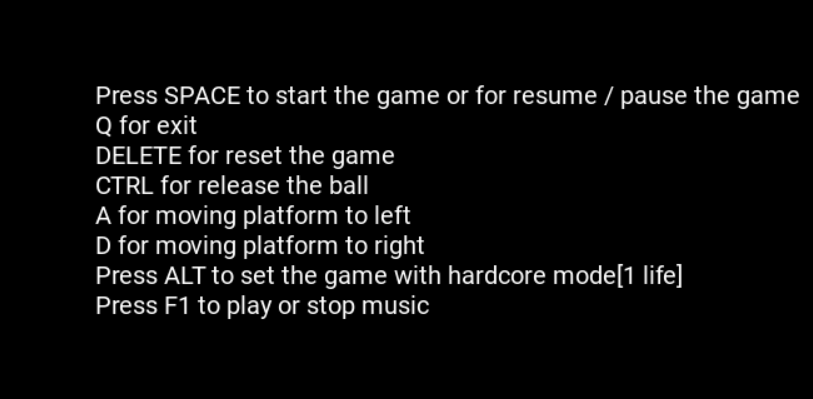 Press SPACE to start the game or for resume / pause the game
Q for exit
DELETE for reset the game
CTRL for release the ball
A for moving platform to left
D for moving platform to right
Press ALT to set the game with hardcore mode[1 life]
Press F1 to play or stop music